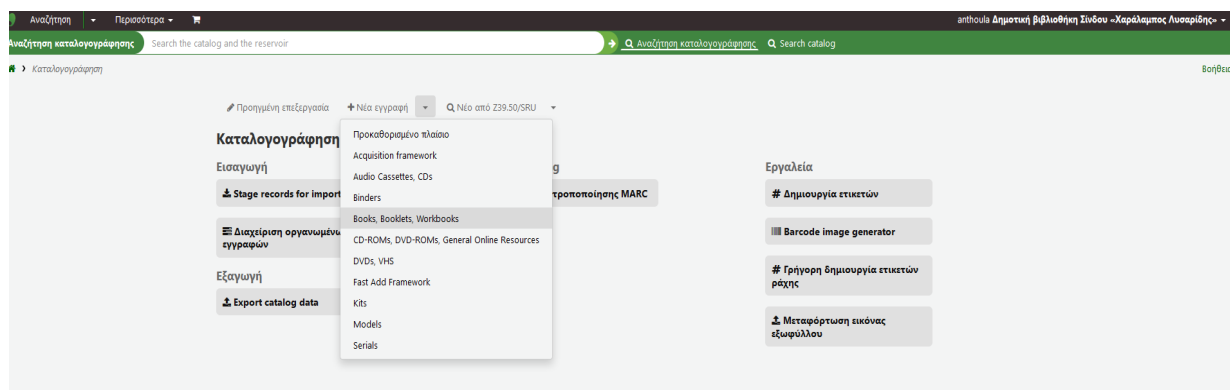 Αναζήτηση Περισσότερα anthoula Δημοτική βιβλιοθήκη Σίνδου «Χαράλαμπος Λυσαρίδης»
Αναζήτηση καταλογογράφησης Search the catalog and the reservoir Αναζήτηση καταλογογράφησης Search catalog
Καταλογογράφηση Βοήθεια
Προηγμένη επεξεργασία + Νέα εγγραφή Νέο από Z39.50/SRU
Καταλογογράφηση
Εισαγωγή
Stage records for import
Διαχείριση οργανωμένω
εγγραφών
Εξαγωγή
Export catalog data
Προκαθορισμένο πλαίσιο
Acquisition framework
Audio Cassettes, CDs
Binders
Books, Booklets, Workbooks
CD-ROMs, DVD-ROMs, General Online Resources
DVDs, VHS
Fast Add Framework
Kits
Models
Serials
g
τροποποίησης MARC
Εργαλεία
# Δημιουργία ετικετών
Barcode image generator
# Γρήγορη δημιουργία ετικετών
ράχης
Μεταφόρτωση εικόνας
εξωφύλλου